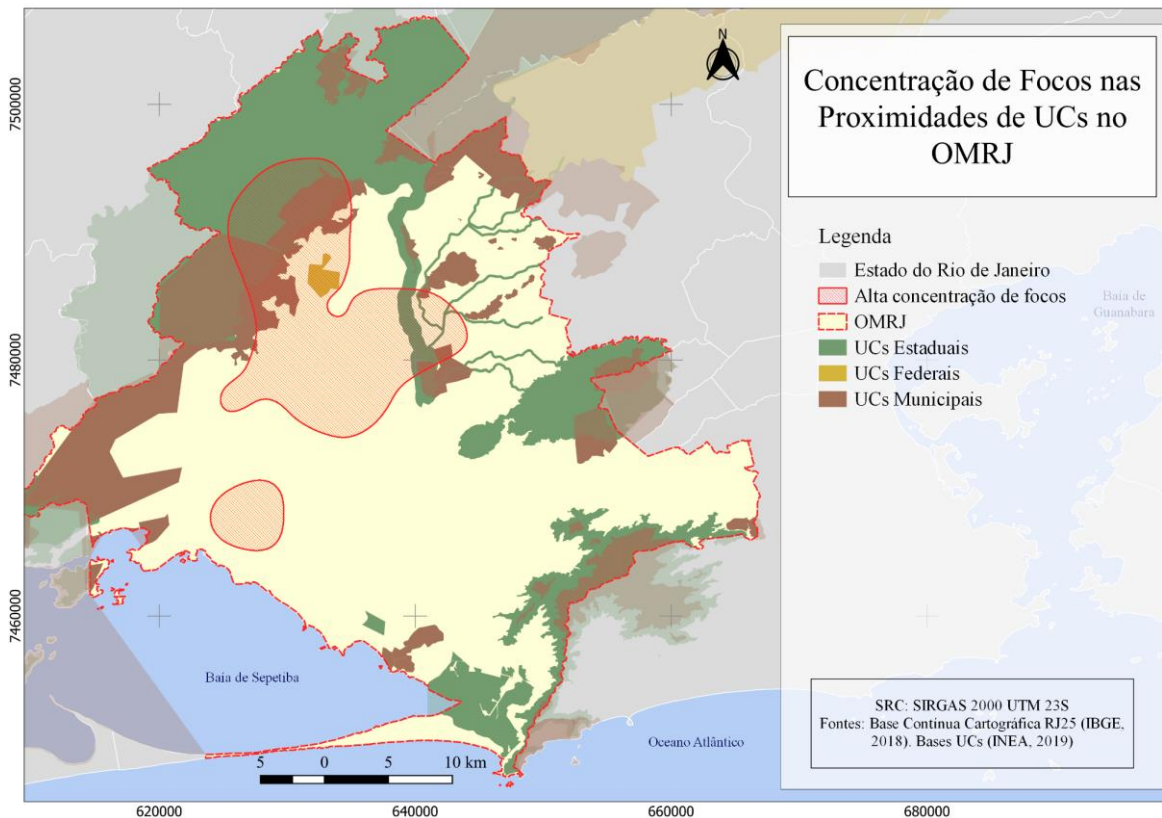 Concentração de Focos nas
Proximidades de UCs no
OMRJ
N
Legenda
Estado do Rio de Janeiro
Alta concentração de focos
OMRJ
UCs Estaduais
UCs Federais
UCs Municipais
Baia de
Guanabara
7500000
7480000
7460000
Baia de Sepetiba
Oceano Atlântico
5 0 5 10 km
SRC: SIRGAS 2000 UTM 23S
Fontes: Base Contínua Cartográfica RJ25 (IBGE,
2018). Bases UCs (INEA, 2019)
620000 640000 660000 680000